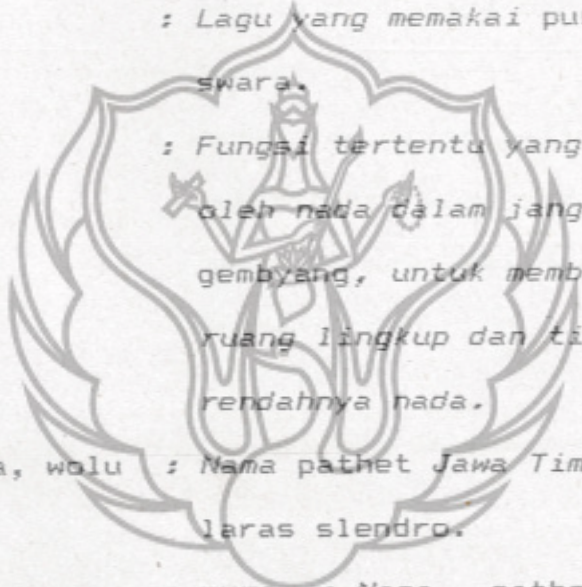 : Lagu yang memakai pu
swara.
: Fungsi tertentu yang
oleh nada dalam jang
gembyang, untuk memb
ruang lingkup dan ti
rendahnya nada.
a, wolu : Nama pathet Jawa Tim
laras slendro.
Nama pathe